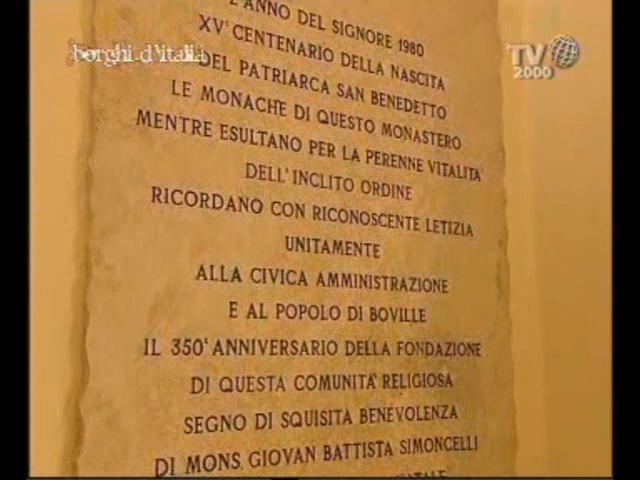 L'ANNO DEL SIGNORE 1980
borghi d'italia
TV
2000
XV° CENTENARIO DELLA NASCITA
DEL PATRIARCA SAN BENEDETTO
LE MONACHE DI QUESTO MONASTERO
MENTRE ESULTANO PER LA PERENNE VITALITA'
DELL'INCLITO ORDINE
RICORDANO CON RICONOSCENTE LETIZIA
UNITAMENTE
ALLA CIVICA AMMINISTRAZIONE
E AL POPOLO DI BOVILLE
IL 350° ANNIVERSARIO DELLA FONDAZIONE
DI QUESTA COMUNITA' RELIGIOSA
SEGNO DI SQUISITA BENEVOLENZA
DI MONS. GIOVAN BATTISTA SIMONCELLI